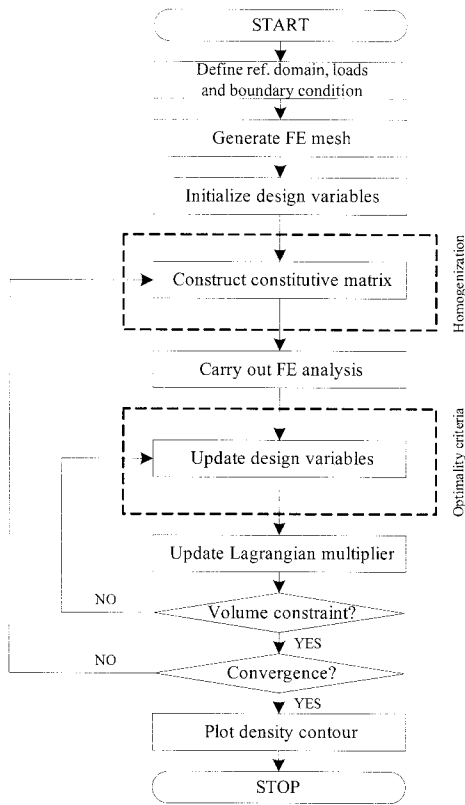 START
Define ref. domain, loads
and boundary condition
Generate FE mesh
Initialize design variables
Homogenization
Construct constitutive matrix
Carry out FE analysis
Optimality criteria
Update design variables
Update Lagrangian multiplier
NO
Volume constraint?
YES
NO
Convergence?
YES
Plot density contour
STOP